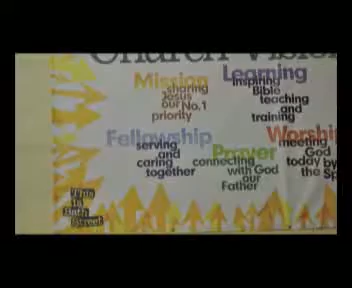 Church Vision
Mission
sharing
Jesus
our No.1
priority
Learning
inspiring
Bible
teaching
and
training
Fellowship
serving
and
caring
together
Prayer
connecting
with God
our
Father
Worship
meeting
God
today by
the Sp
This
is
Bath
Street